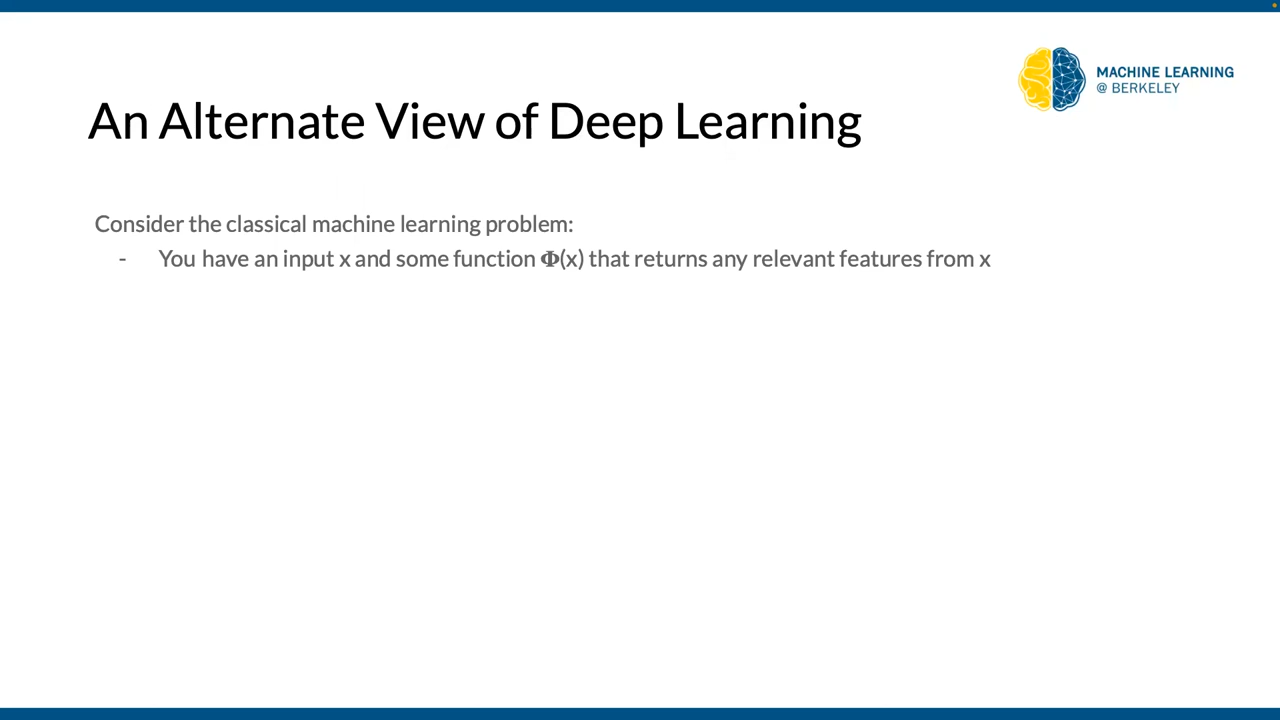 MACHINE LEARNING
@ BERKELEY
An Alternate View of Deep Learning
Consider the classical machine learning problem:
- You have an input x and some function Φ(x) that returns any relevant features from x